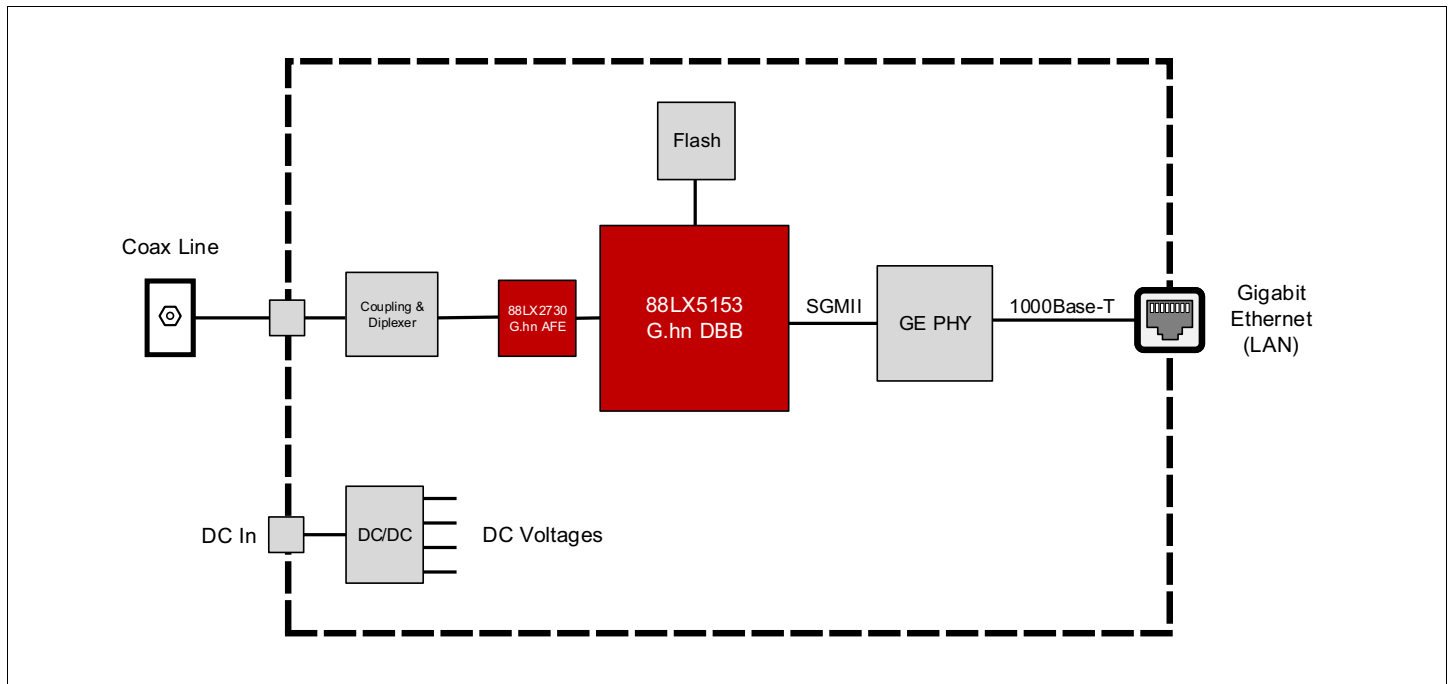 Flash
Coax Line
Coupling &
Diplexer
88LX2730
G.hn AFE
88LX5153
G.hn DBB
SGMII
GE PHY
1000Base-T
Gigabit
Ethernet
(LAN)
DC In
DC/DC
DC Voltages